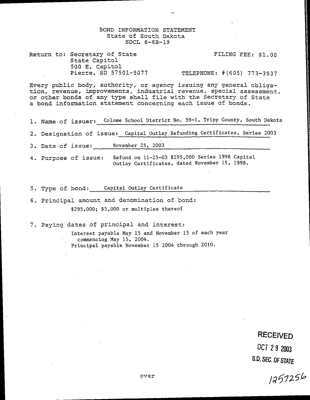 BOND INFORMATION STATEMENT
State of South Dakota
SDCL 6-8B-19
Return to: Secretary of State FILING FEE: $1.00
State Capitol
500 E. Capitol
Pierre, SD 57501-5077 TELEPHONE: #(605) 773-3537
Every public body, authority, or agency issuing any general obliga-
tion, revenue, improvements, industrial revenue, special assessment,
or other bonds of any type shall file with the Secretary of State
a bond information statement concerning each issue of bonds.
1. Name of issuer: Colome School District No. 59-1, Tripp County, South Dakota
2. Designation of issue: Capital Outlay Refunding Certificates, Series 2003
3. Date of issue: November 25, 2003
4. Purpose of issue: Refund on 11-25-03 $295,000 Series 1998 Capital
Outlay Certificates, dated November 15, 1998.
5. Type of bond: Capital Outlay Certificate
6. Principal amount and denomination of bond:
$295,000; $5,000 or multiples thereof
7. Paying dates of principal and interest:
Interest payable May 15 and November 15 of each year
commencing May 15, 2004.
Principal payable November 15 2004 through 2010.
RECEIVED
OCT 29 2003
S.D. SEC. OF STATE
over
1257256